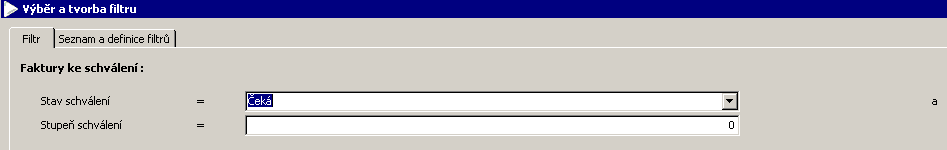 Výběr a tvorba filtru
Filtr Seznam a definice filtrů
Faktury ke schválení :
Stav schválení = Čeká a
Stupeň schválení = 0